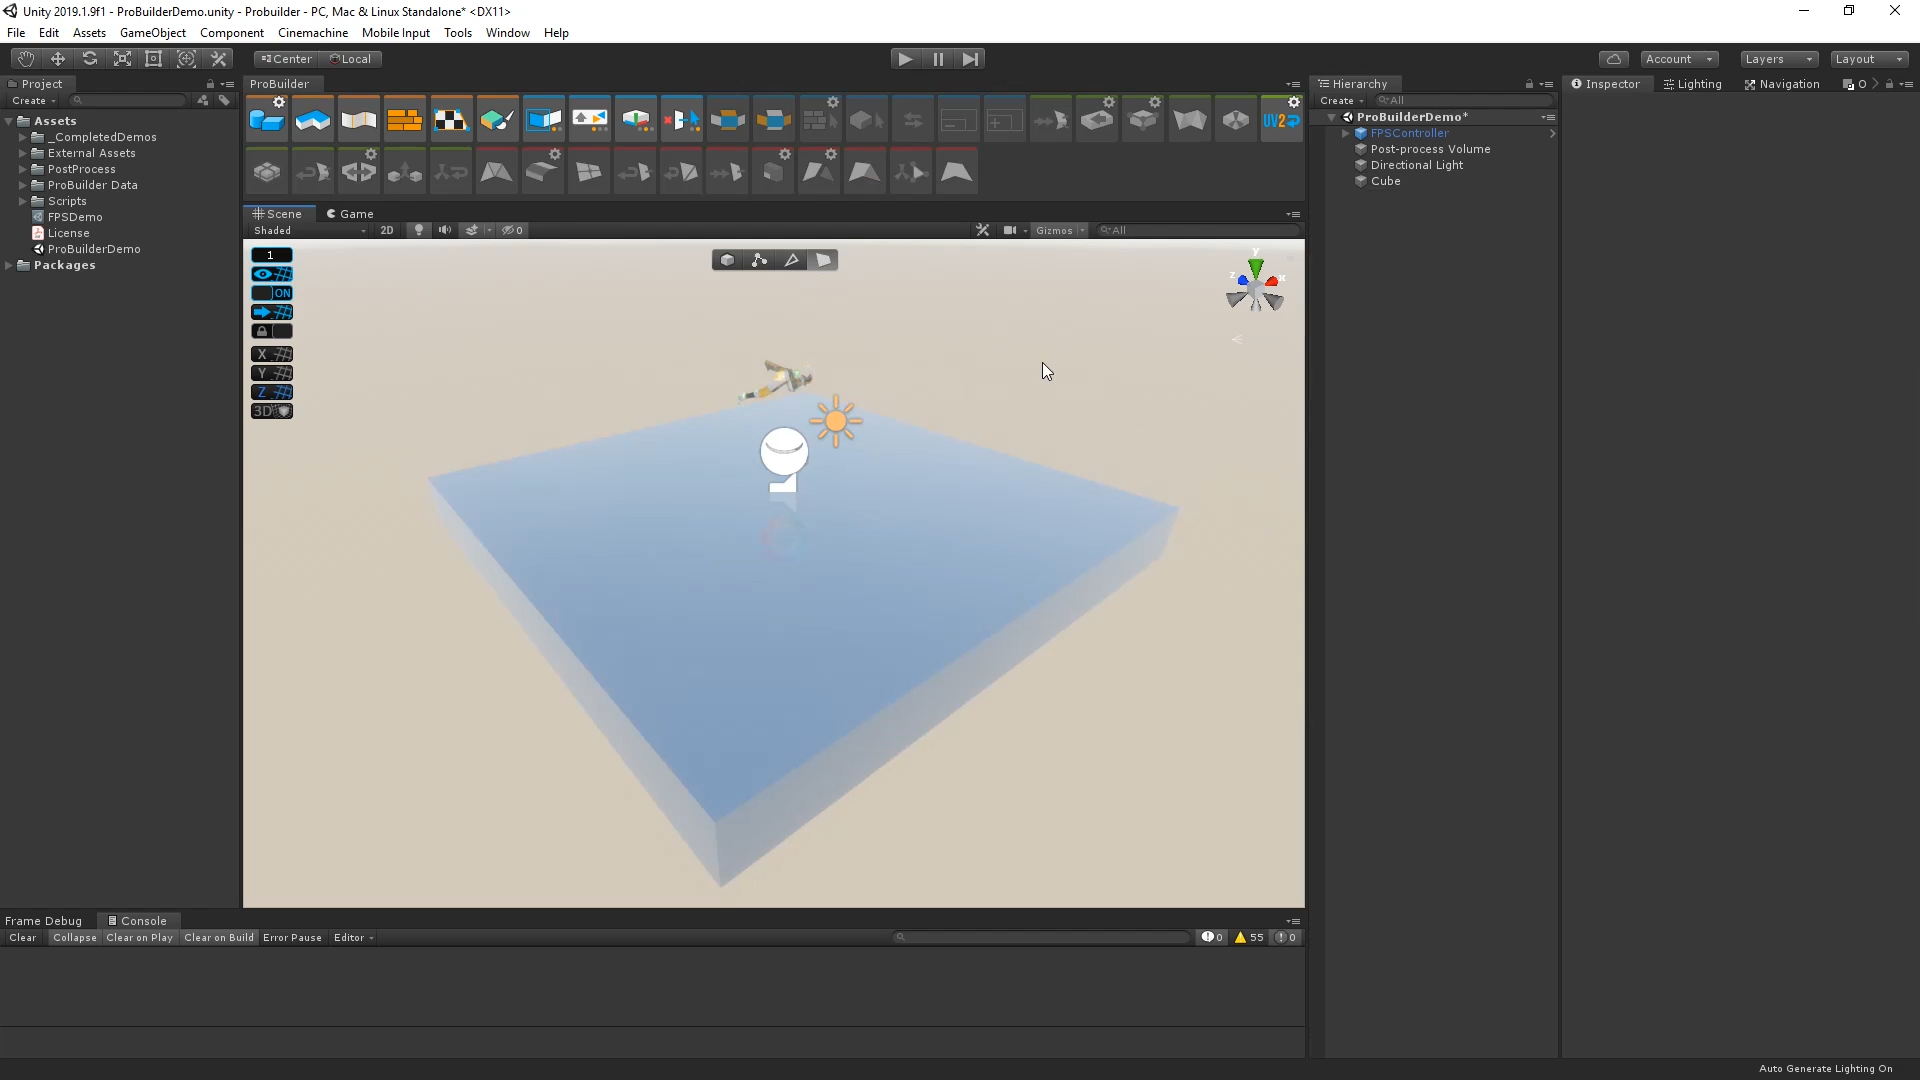 Unity 2019.1.9f1 - ProBuilderDemo.unity - Probuilder - PC, Mac & Linux Standalone* <DX11>
File Edit Assets GameObject Component Cinemachine Mobile Input Tools Window Help
Center Local Account Layers Layout
Project ProBuilder Hierarchy Inspector Lighting Navigation O
Create Create All
Assets
_CompletedDemos
External Assets
PostProcess
ProBuilder Data
Scripts
FPSDemo
License
ProBuilderDemo
Packages
UV2
ProBuilderDemo*
FPSController
Post-process Volume
Directional Light
Cube
Scene Game
Shaded 2D 0 Gizmos All
1
ON
X
Y
Z
3D
y
z x
Frame Debug Console
Clear Collapse Clear on Play Clear on Build Error Pause Editor 0 55 0
Auto Generate Lighting On